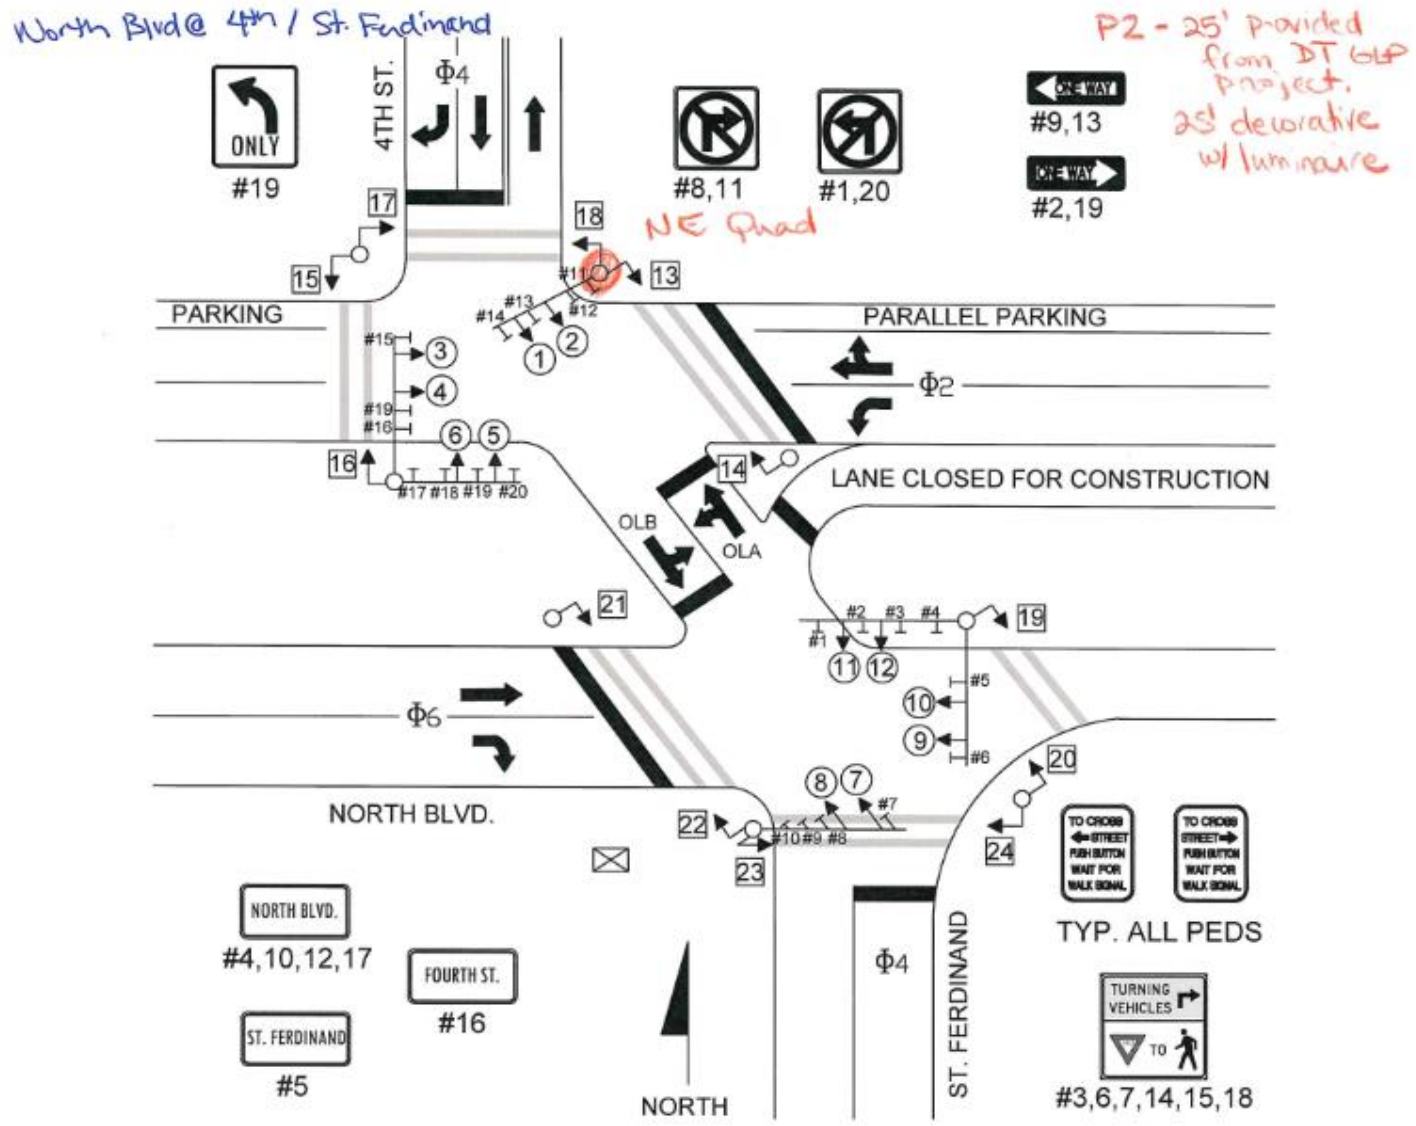 North Blvd@ 4th / St. Ferdinand
P2 - 25' provided
from DT GLP
project.
25' decorative
w/ luminaire
4TH ST.
Φ4
ONLY
#19
#8,11
#1,20
ONE WAY
#9,13
ONE WAY
#2,19
NE Quad
17
18
15
13
#11
#12
#13
#14
1
2
PARKING
PARALLEL PARKING
#15
3
4
#19
#16
Φ2
6
5
16
#17
#18
#19
#20
14
LANE CLOSED FOR CONSTRUCTION
OLB
OLA
21
#1
#2
#3
#4
19
11
12
#5
10
9
#6
Φ6
20
8
7
#7
22
#10
#9
#8
23
24
NORTH BLVD.
TO CROSS
STREET
PUSH BUTTON
WAIT FOR
WALK SIGNAL
TO CROSS
STREET
PUSH BUTTON
WAIT FOR
WALK SIGNAL
TYP. ALL PEDS
NORTH BLVD.
#4,10,12,17
FOURTH ST.
#16
ST. FERDINAND
#5
Φ4
ST. FERDINAND
TURNING
VEHICLES
TO
#3,6,7,14,15,18
NORTH